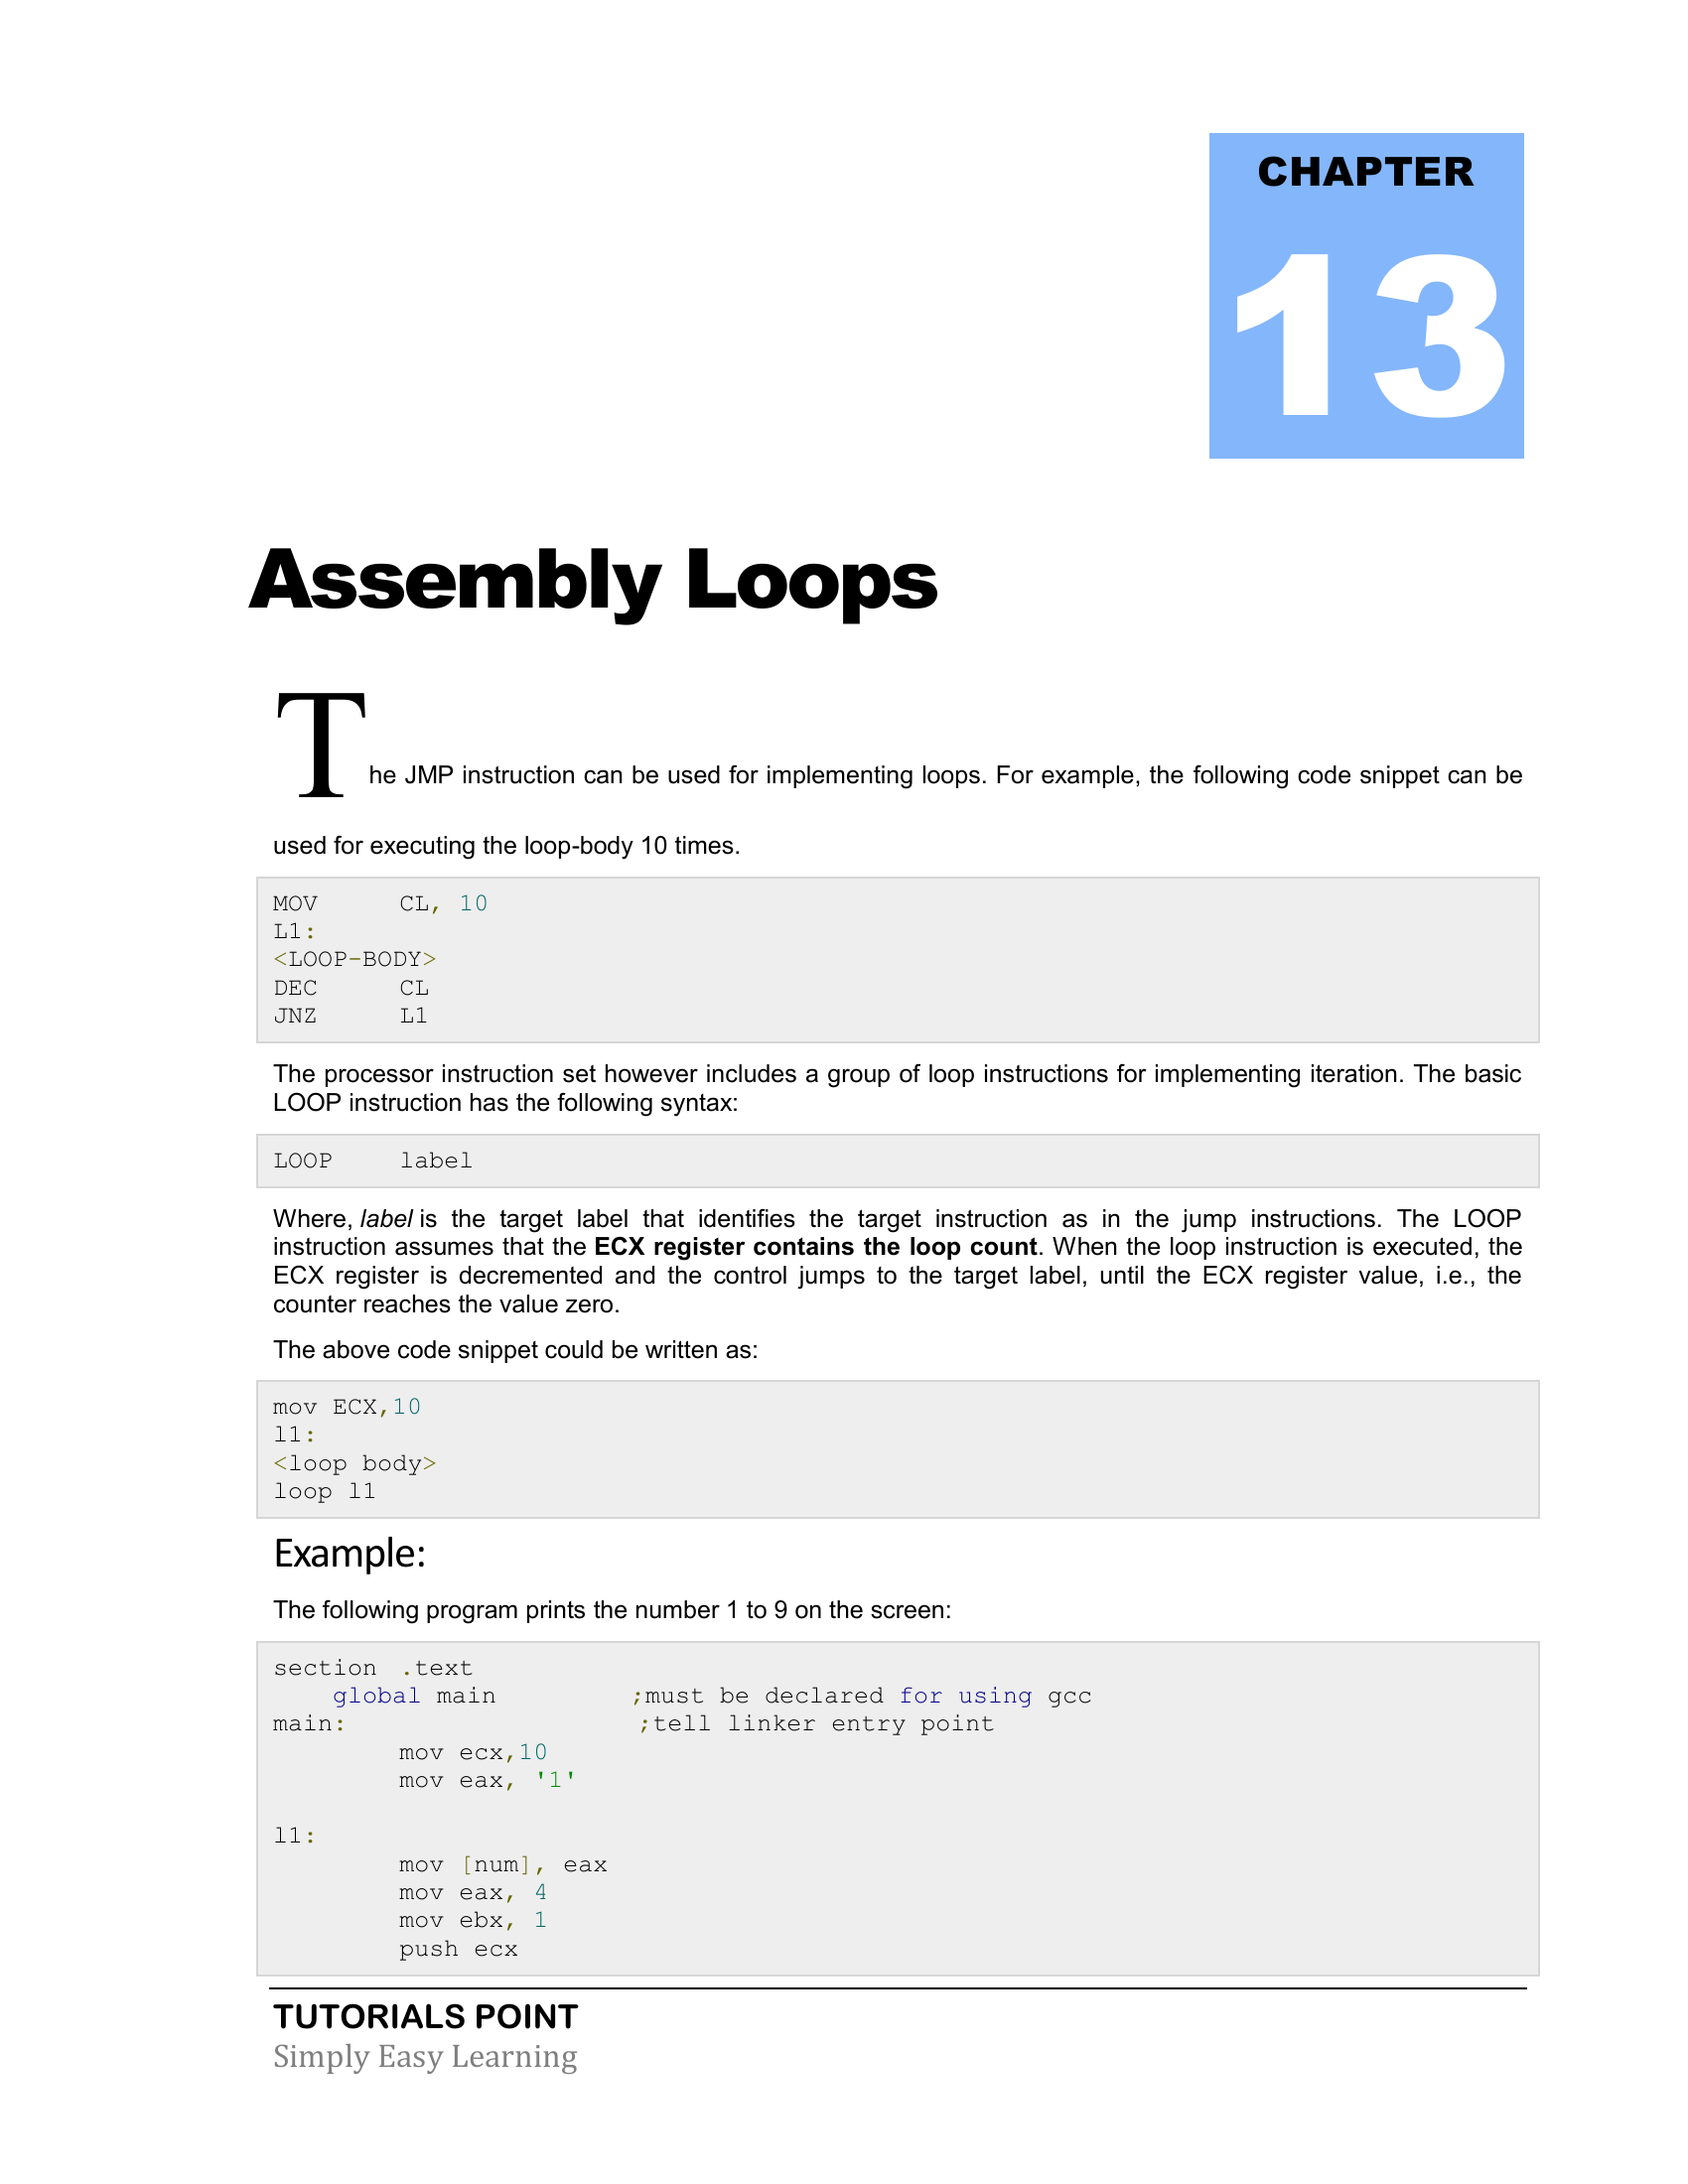 CHAPTER
13
Assembly Loops
The JMP instruction can be used for implementing loops. For example, the following code snippet can be
used for executing the loop-body 10 times.
MOV CL, 10
L1:
<LOOP-BODY>
DEC CL
JNZ L1
The processor instruction set however includes a group of loop instructions for implementing iteration. The basic
LOOP instruction has the following syntax:
LOOP label
Where, label is the target label that identifies the target instruction as in the jump instructions. The LOOP
instruction assumes that the ECX register contains the loop count. When the loop instruction is executed, the
ECX register is decremented and the control jumps to the target label, until the ECX register value, i.e., the
counter reaches the value zero.
The above code snippet could be written as:
mov ECX,10
l1:
<loop body>
loop l1
Example:
The following program prints the number 1 to 9 on the screen:
section .text
global main ;must be declared for using gcc
main: ;tell linker entry point
mov ecx,10
mov eax, '1'
l1:
mov [num], eax
mov eax, 4
mov ebx, 1
push ecx
TUTORIALS POINT
Simply Easy Learning